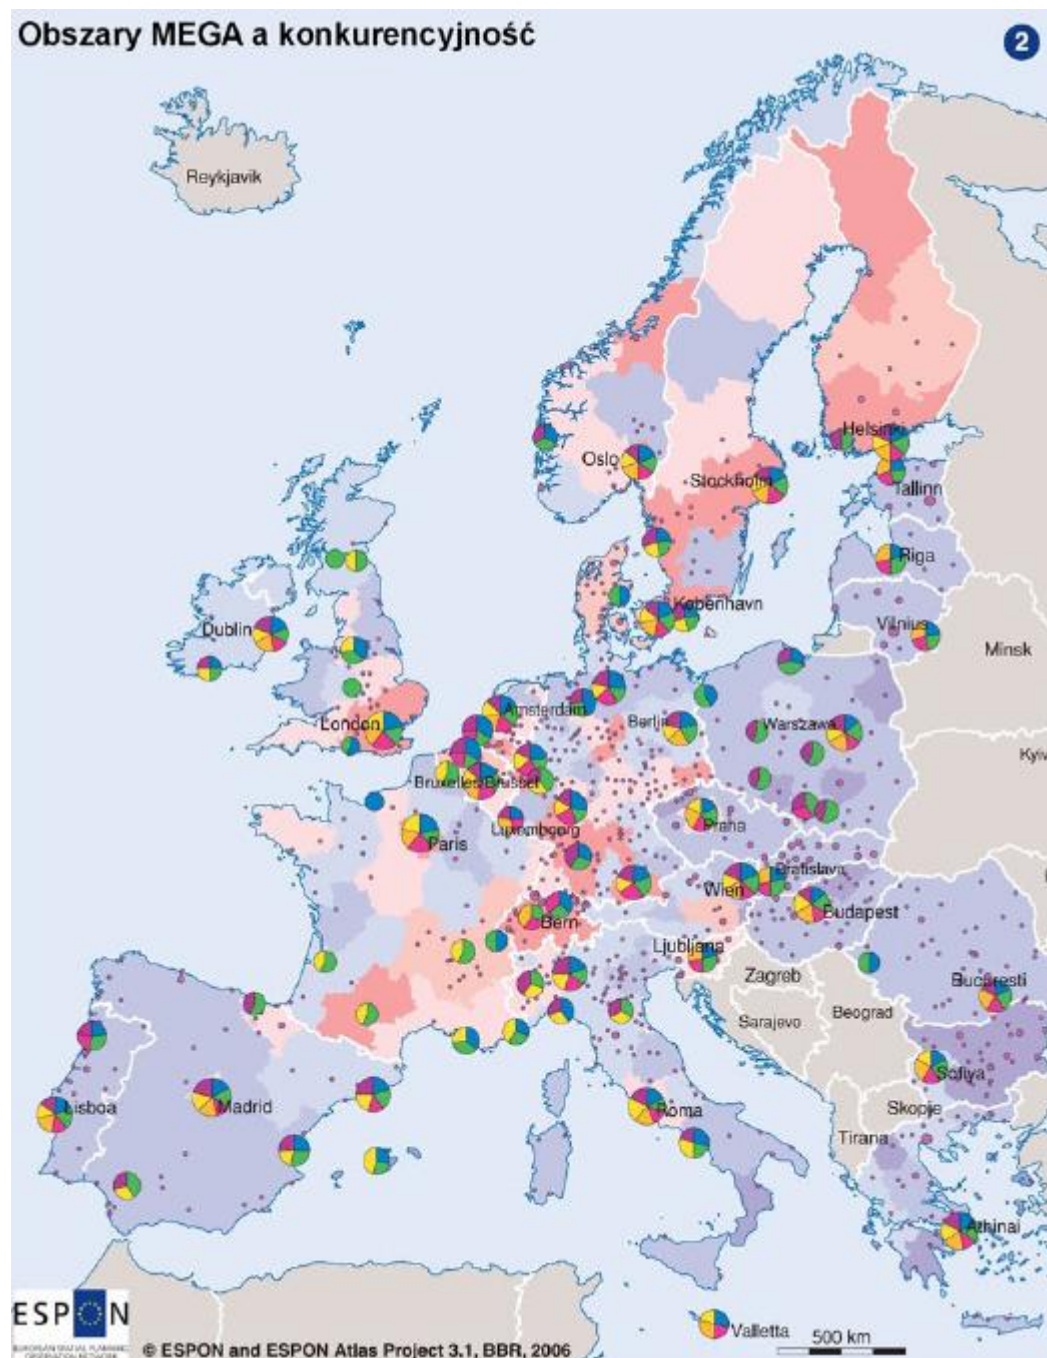 Obszary MEGA a konkurencyjność
2
Reykjavik
Helsinki
Oslo
Stockholm
Tallinn
Riga
København
Dublin
Vilnius
Minsk
London
Amsterdam
Berlin
Warszawa
Kyiv
Bruxelles/Brussel
Luxembourg
Praha
Paris
Bratislava
Wien
Budapest
Bern
Ljubljana
Zagreb
Bucaresti
Beograd
Sarajevo
Sofiya
Lisboa
Madrid
Roma
Skopje
Tirana
Athinai
ESPON
Valletta
500 km
© ESPON and ESPON Atlas Project 3.1, BBR, 2006